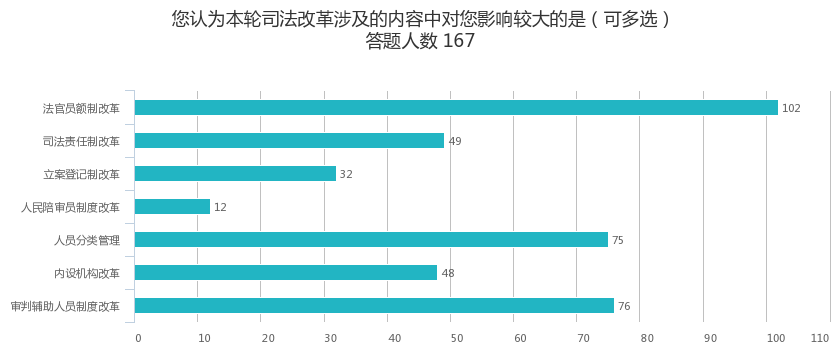 您认为本轮司法改革涉及的内容中对您影响较大的是（可多选）
答题人数 167
法官员额制改革 102
司法责任制改革 49
立案登记制改革 32
人民陪审员制度改革 12
人员分类管理 75
内设机构改革 48
审判辅助人员制度改革 76
0 10 20 30 40 50 60 70 80 90 100 110